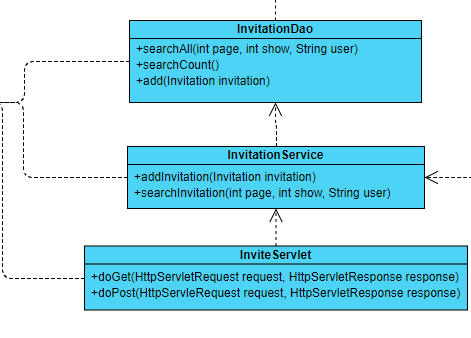 InvitationDao
+searchAll(int page, int show, String user)
+searchCount()
+add(Invitation invitation)
InvitationService
+addInvitation(Invitation invitation)
+searchInvitation(int page, int show, String user)
InviteServlet
+doGet(HttpServletRequest request, HttpServletResponse response)
+doPost(HttpServleRequest request, HttpServletResponse response)